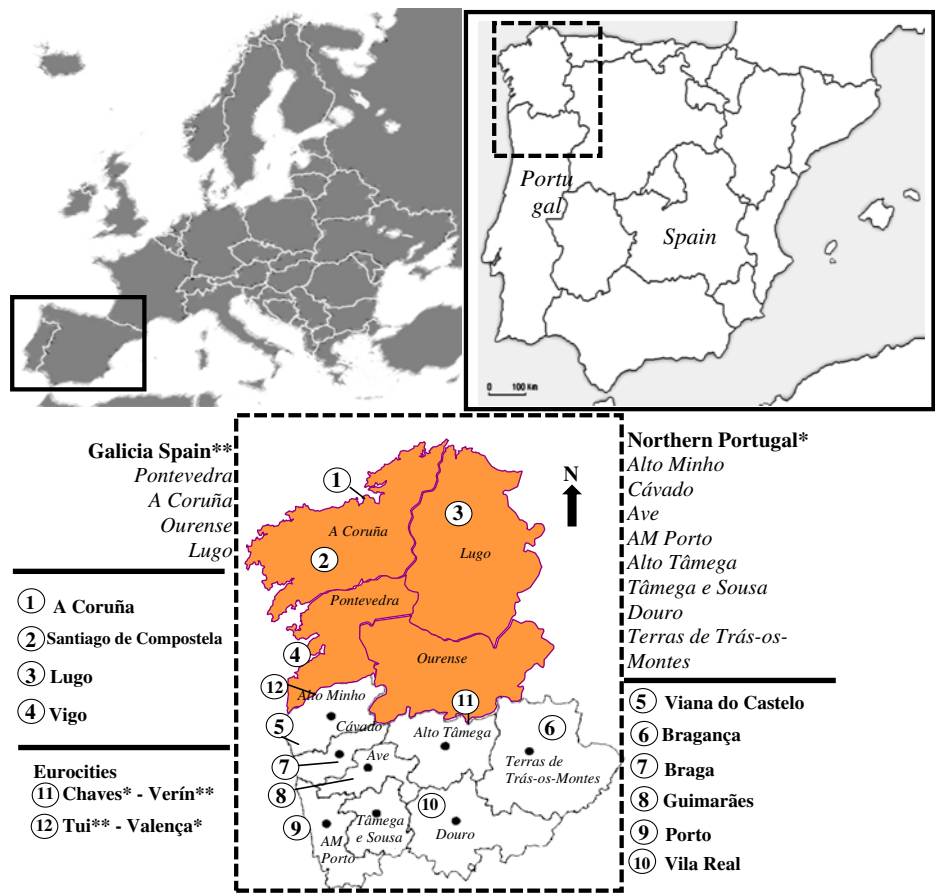 Portu
gal
Spain
0 100 Km
Galicia Spain**
Pontevedra
A Coruña
Ourense
Lugo
1 A Coruña
2 Santiago de Compostela
3 Lugo
4 Vigo
Eurocities
11 Chaves* - Verín**
12 Tui** - Valença*
N
1
3
A Coruña
2
Lugo
Pontevedra
4
Ourense
12
Alto Minho
11
5
Cávado
Alto Tâmega
6
7
Ave
Terras de
Trás-os-Montes
8
10
9
Tâmega
e Sousa
Douro
AM
Porto
Northern Portugal*
Alto Minho
Cávado
Ave
AM Porto
Alto Tâmega
Tâmega e Sousa
Douro
Terras de Trás-os-
Montes
5 Viana do Castelo
6 Bragança
7 Braga
8 Guimarães
9 Porto
10 Vila Real